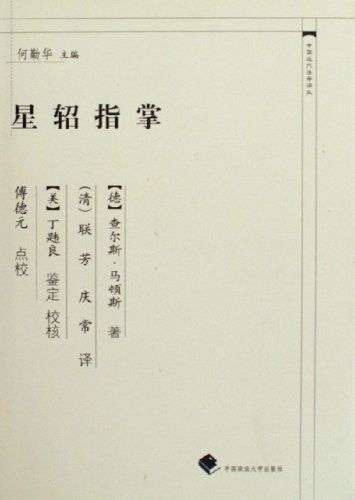 何勤华 主编
【中国近代法学译丛
星轺指掌
【德】查尔斯·马顿斯 著
(清)联芳 庆常 译
【美】丁韪良 鉴定 校核
傅德元 点校
中国政法大学出版社